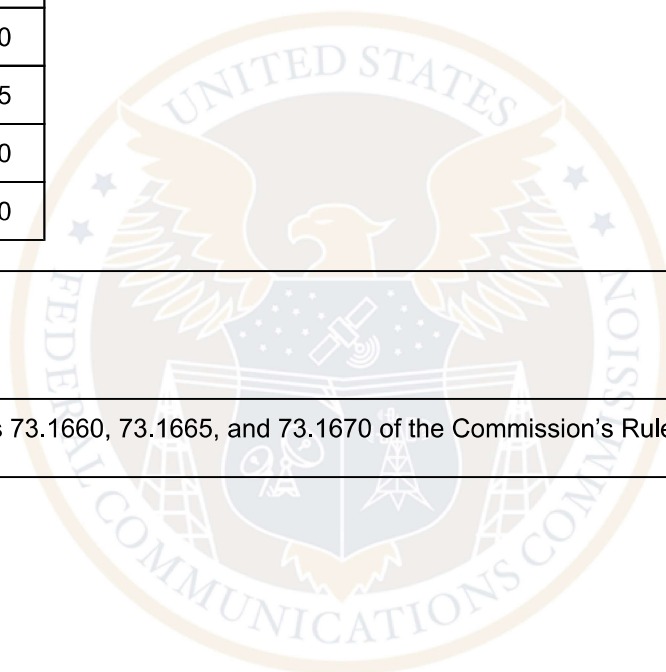 0
5
0
0
UNITED STATES
FEDERAL COMMUNICATIONS COMMISSION
s 73.1660, 73.1665, and 73.1670 of the Commission's Rule